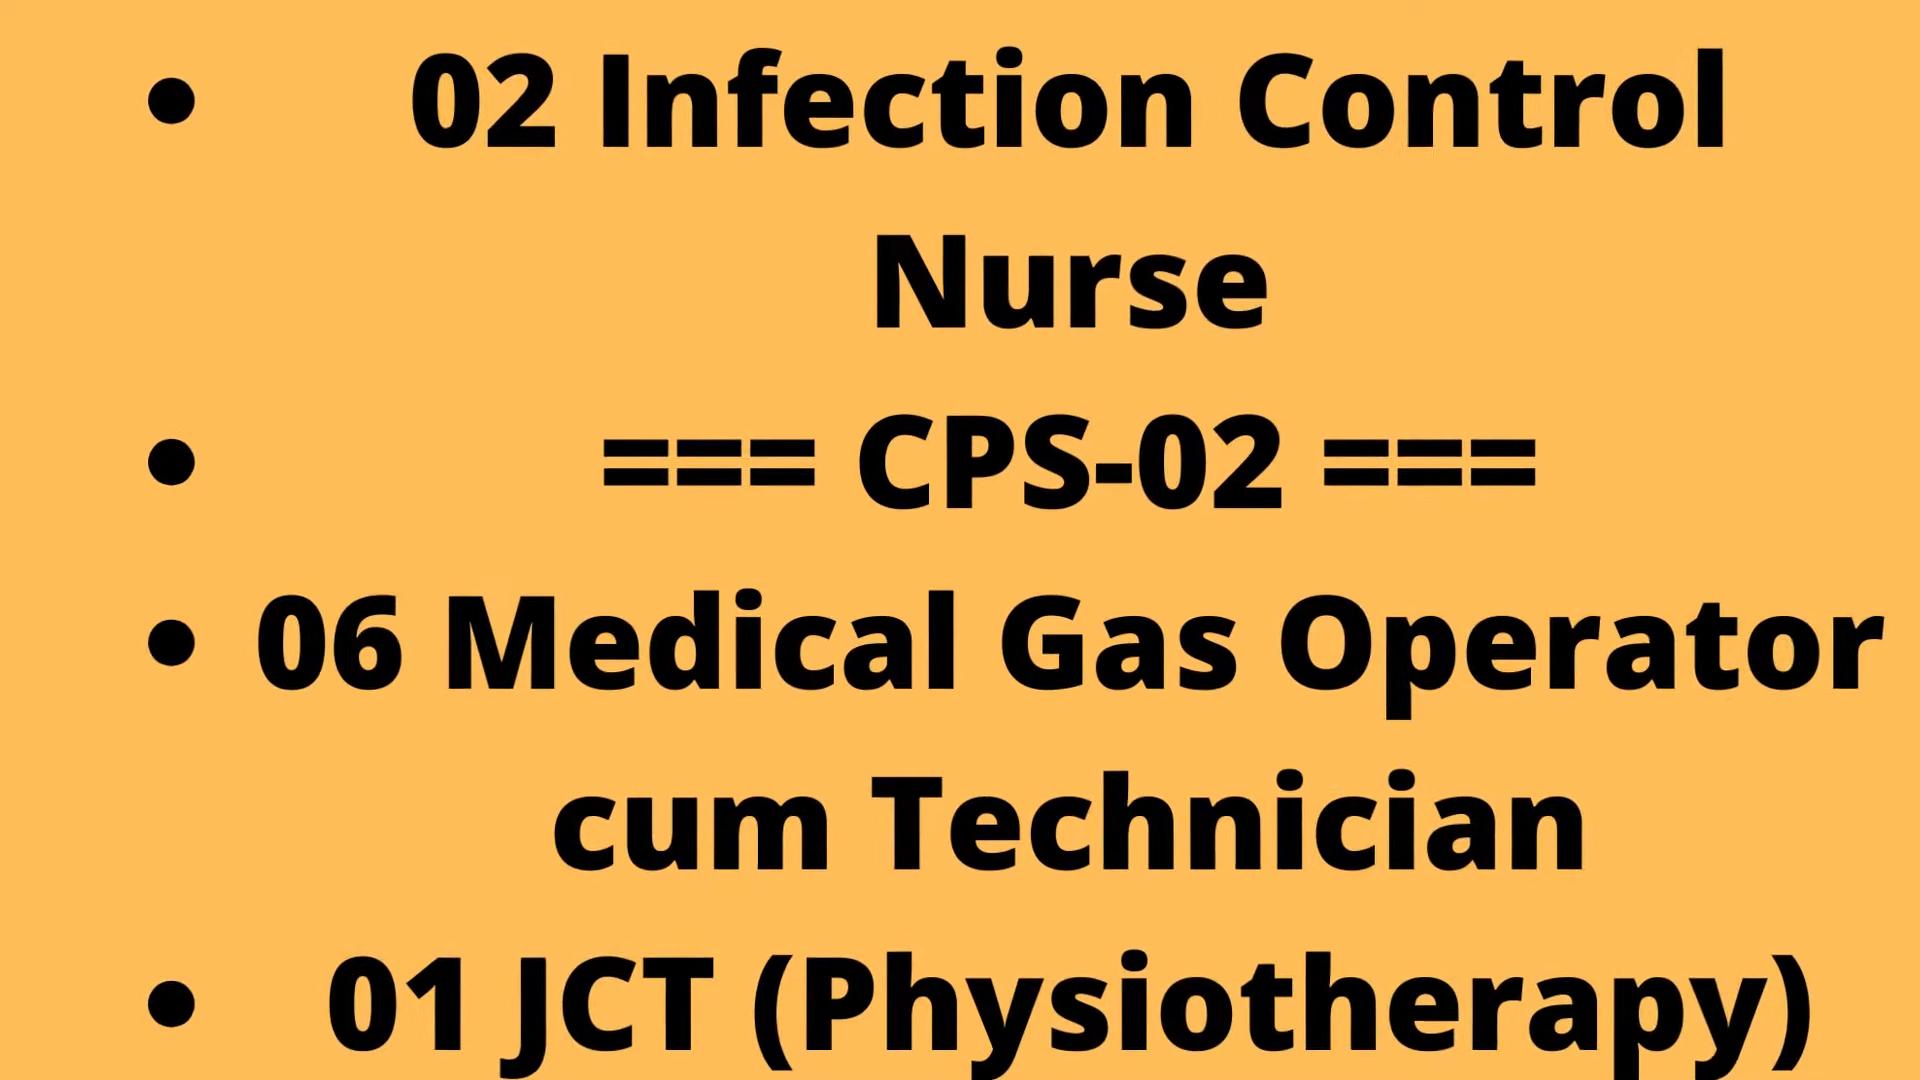 • 02 Infection Control
Nurse
• === CPS-02 ===
• 06 Medical Gas Operator
cum Technician
• 01 JCT (Physiotherapy)